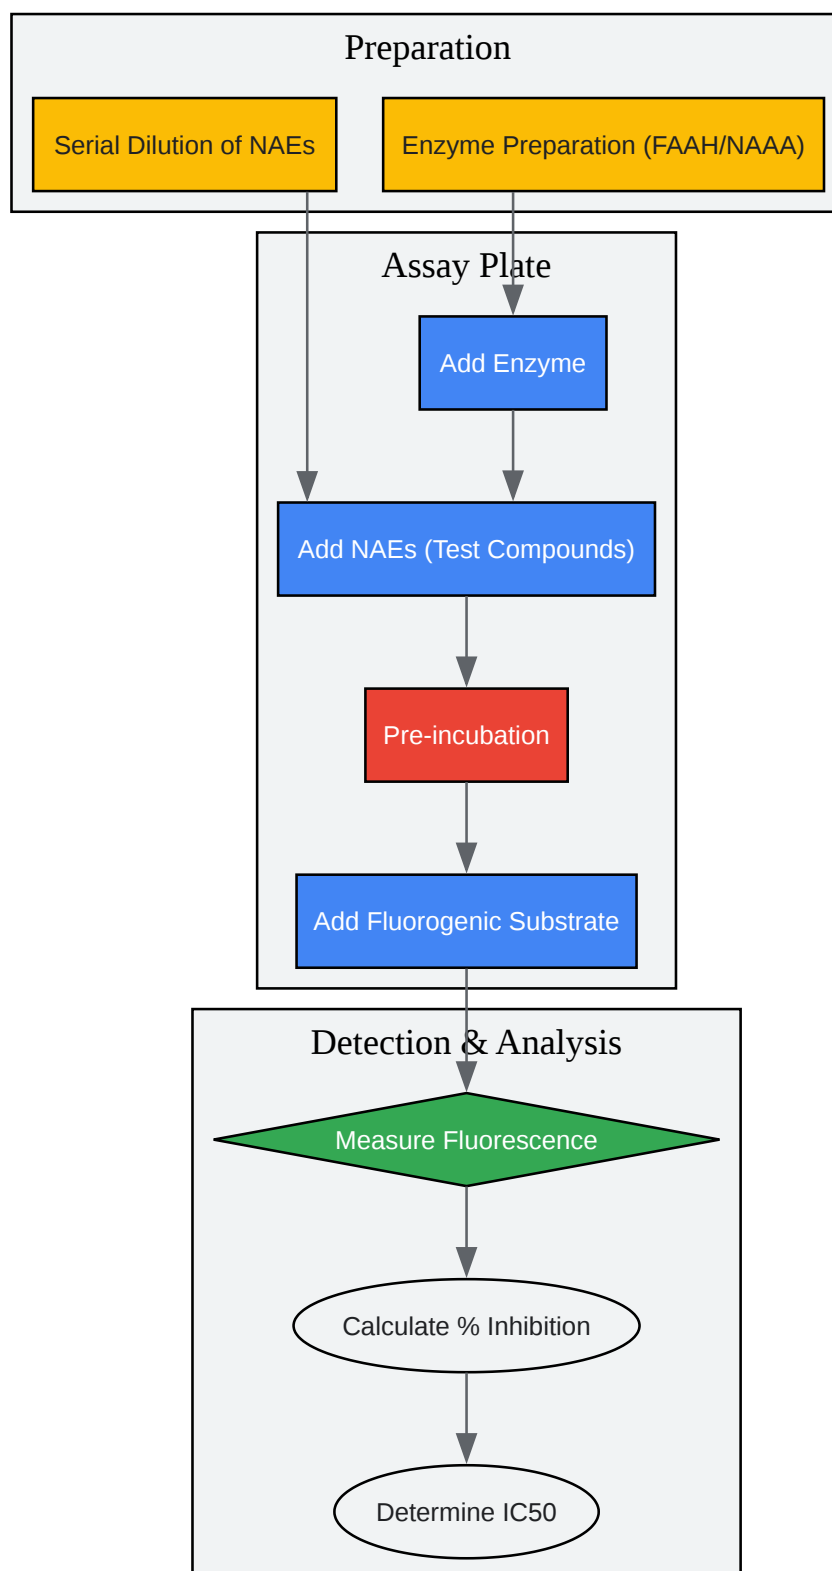 Preparation
Serial Dilution of NAEs
Enzyme Preparation (FAAH/NAAA)
Assay Plate
Add Enzyme
Add NAEs (Test Compounds)
Pre-incubation
Add Fluorogenic Substrate
Detection & Analysis
Measure Fluorescence
Calculate % Inhibition
Determine IC50